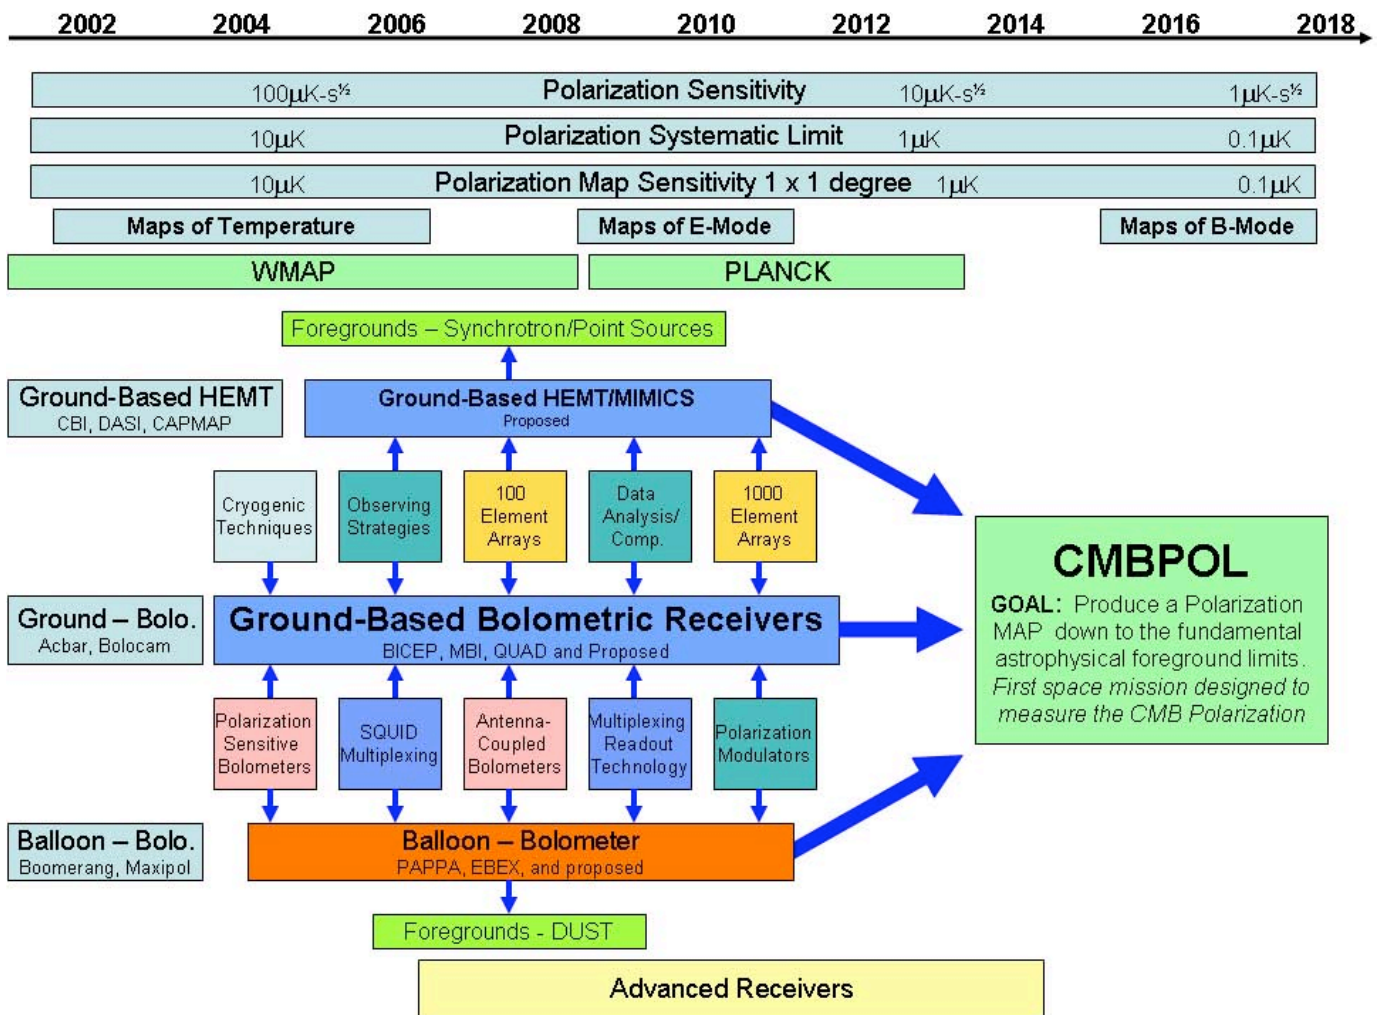 2002 2004 2006 2008 2010 2012 2014 2016 2018
100µK-s½ Polarization Sensitivity 10µK-s½ 1µK-s½
10µK Polarization Systematic Limit 1µK 0.1µK
10µK Polarization Map Sensitivity 1 x 1 degree 1µK 0.1µK
Maps of Temperature Maps of E-Mode Maps of B-Mode
WMAP PLANCK
Foregrounds – Synchrotron/Point Sources
Ground-Based HEMT
CBI, DASI, CAPMAP
Ground-Based HEMT/MIMICS
Proposed
Cryogenic
Techniques
Observing
Strategies
100
Element
Arrays
Data
Analysis/
Comp.
1000
Element
Arrays
Ground – Bolo.
Acbar, Bolocam
Ground-Based Bolometric Receivers
BICEP, MBI, QUAD and Proposed
CMBPOL
GOAL: Produce a Polarization
MAP down to the fundamental
astrophysical foreground limits.
First space mission designed to
measure the CMB Polarization
Polarization
Sensitive
Bolometers
SQUID
Multiplexing
Antenna-
Coupled
Bolometers
Multiplexing
Readout
Technology
Polarization
Modulators
Balloon – Bolo.
Boomerang, Maxipol
Balloon – Bolometer
PAPPA, EBEX, and proposed
Foregrounds - DUST
Advanced Receivers